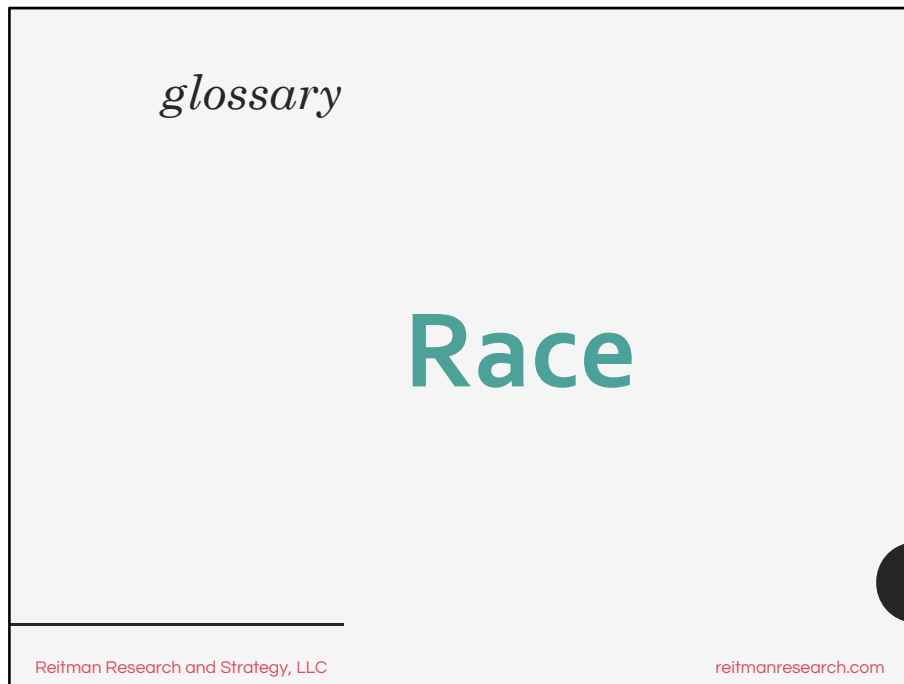 glossary
Race
Reitman Research and Strategy, LLC
reitmanresearch.com